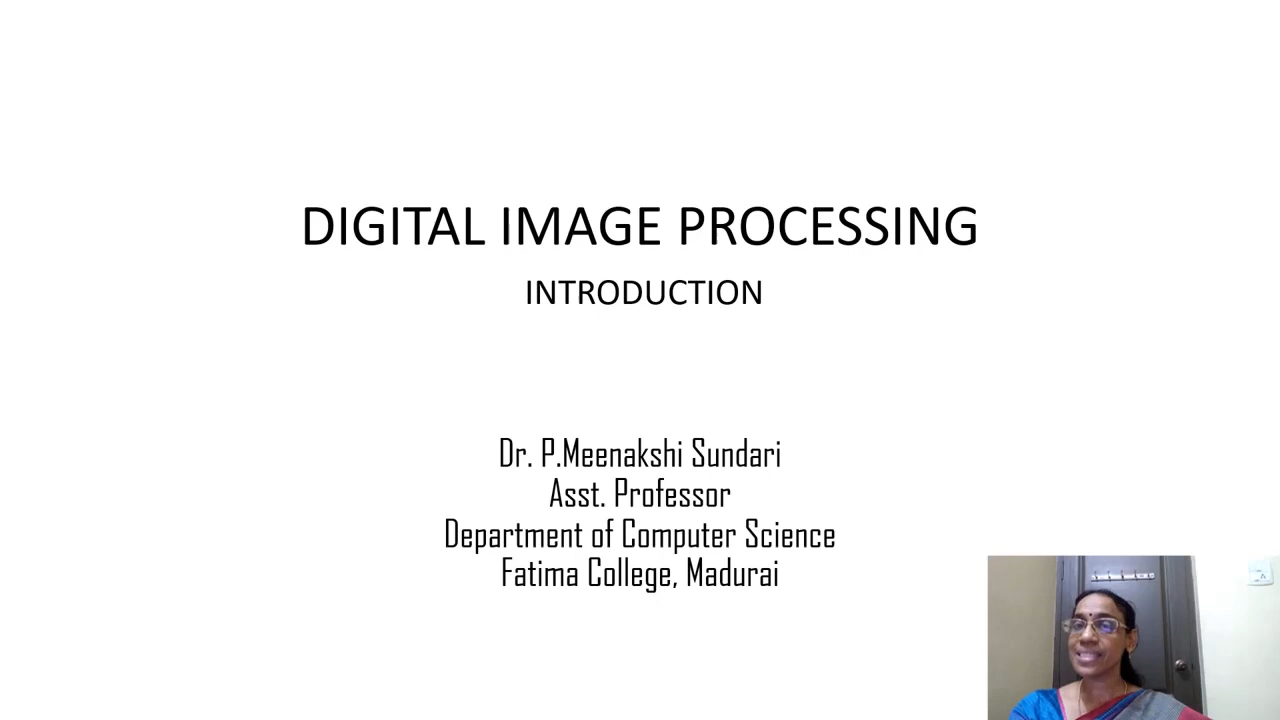 DIGITAL IMAGE PROCESSING
INTRODUCTION
Dr. P.Meenakshi Sundari
Asst. Professor
Department of Computer Science
Fatima College, Madurai